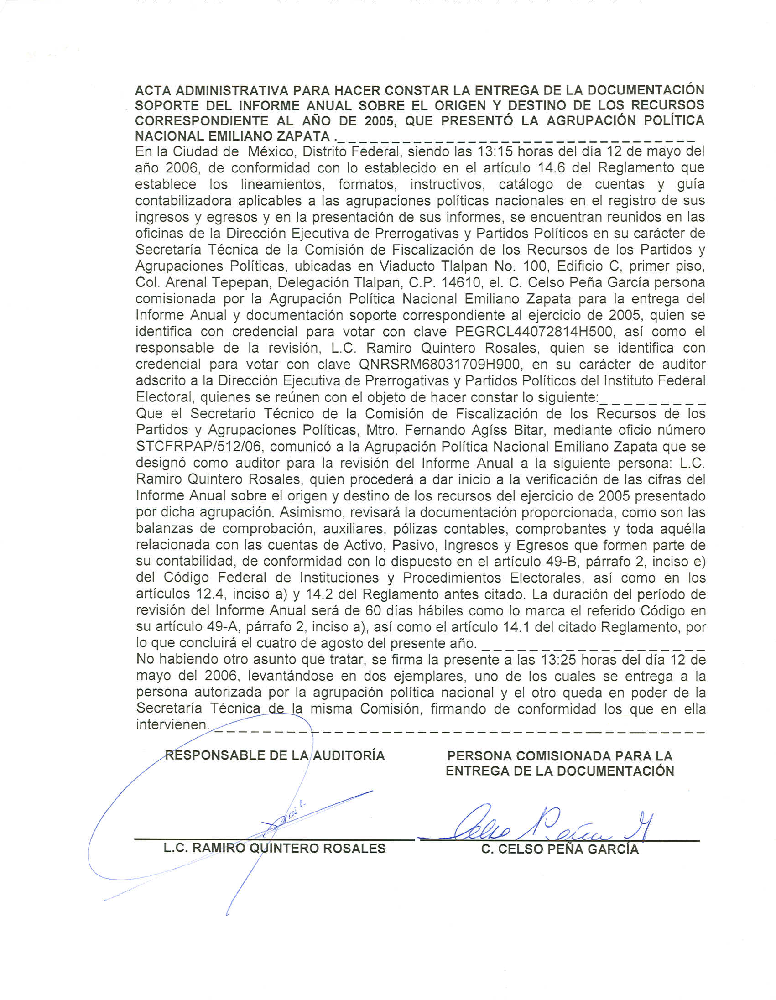 ACTA ADMINISTRATIVA PARA HACER CONSTAR LA ENTREGA DE LA DOCUMENTACIÓN
SOPORTE DEL INFORME ANUAL SOBRE EL ORIGEN Y DESTINO DE LOS RECURSOS
CORRESPONDIENTE AL AÑO DE 2005, QUE PRESENTÓ LA AGRUPACIÓN POLÍTICA
NACIONAL EMILIANO ZAPATA ._ _ _ _ _ _ _ _ _ _ _ _ _ _ _ _ _ _ _ _ _ _ _ _ _ _ _ _ _ _ _ _ _
En la Ciudad de México, Distrito Federal, siendo las 13:15 horas del día 12 de mayo del
año 2006, de conformidad con lo establecido en el artículo 14.6 del Reglamento que
establece los lineamientos, formatos, instructivos, catálogo de cuentas y guía
contabilizadora aplicables a las agrupaciones políticas nacionales en el registro de sus
ingresos y egresos y en la presentación de sus informes, se encuentran reunidos en las
oficinas de la Dirección Ejecutiva de Prerrogativas y Partidos Políticos en su carácter de
Secretaría Técnica de la Comisión de Fiscalización de los Recursos de los Partidos y
Agrupaciones Políticas, ubicadas en Viaducto Tlalpan No. 100, Edificio C, primer piso,
Col. Arenal Tepepan, Delegación Tlalpan, C.P. 14610, el. C. Celso Peña García persona
comisionada por la Agrupación Política Nacional Emiliano Zapata para la entrega del
Informe Anual y documentación soporte correspondiente al ejercicio de 2005, quien se
identifica con credencial para votar con clave PEGRCL44072814H500, así como el
responsable de la revisión, L.C. Ramiro Quintero Rosales, quien se identifica con
credencial para votar con clave QNRSRM68031709H900, en su carácter de auditor
adscrito a la Dirección Ejecutiva de Prerrogativas y Partidos Políticos del Instituto Federal
Electoral, quienes se reúnen con el objeto de hacer constar lo siguiente:_ _ _ _ _ _ _ _ _
Que el Secretario Técnico de la Comisión de Fiscalización de los Recursos de los
Partidos y Agrupaciones Políticas, Mtro. Fernando Agíss Bitar, mediante oficio número
STCFRPAP/512/06, comunicó a la Agrupación Política Nacional Emiliano Zapata que se
designó como auditor para la revisión del Informe Anual a la siguiente persona: L.C.
Ramiro Quintero Rosales, quien procederá a dar inicio a la verificación de las cifras del
Informe Anual sobre el origen y destino de los recursos del ejercicio de 2005 presentado
por dicha agrupación. Asimismo, revisará la documentación proporcionada, como son las
balanzas de comprobación, auxiliares, pólizas contables, comprobantes y toda aquélla
relacionada con las cuentas de Activo, Pasivo, Ingresos y Egresos que formen parte de
su contabilidad, de conformidad con lo dispuesto en el artículo 49-B, párrafo 2, inciso e)
del Código Federal de Instituciones y Procedimientos Electorales, así como en los
artículos 12.4, inciso a) y 14.2 del Reglamento antes citado. La duración del período de
revisión del Informe Anual será de 60 días hábiles como lo marca el referido Código en
su artículo 49-A, párrafo 2, inciso a), así como el artículo 14.1 del citado Reglamento, por
lo que concluirá el cuatro de agosto del presente año. _ _ _ _ _ _ _ _ _ _ _ _ _ _ _ _ _ _ _
No habiendo otro asunto que tratar, se firma la presente a las 13:25 horas del día 12 de
mayo del 2006, levantándose en dos ejemplares, uno de los cuales se entrega a la
persona autorizada por la agrupación política nacional y el otro queda en poder de la
Secretaría Técnica de la misma Comisión, firmando de conformidad los que en ella
intervienen. _ _ _ _ _ _ _ _ _ _ _ _ _ _ _ _ _ _ _ _ _ _ _ _ _ _ _ _ _ _ _ _ _ _ _ _ _ _ _ _ _
RESPONSABLE DE LA AUDITORÍA
PERSONA COMISIONADA PARA LA
ENTREGA DE LA DOCUMENTACIÓN
Celso Peña G
L.C. RAMIRO QUINTERO ROSALES
C. CELSO PEÑA GARCÍA